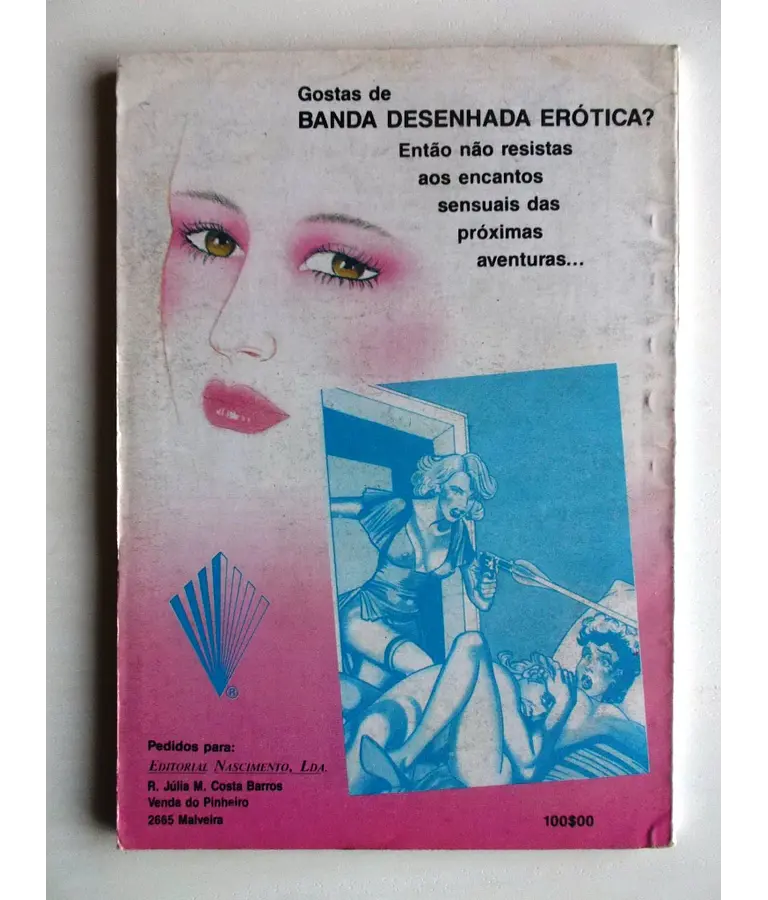 Gostas de
BANDA DESENHADA ERÓTICA?
Então não resistas
aos encantos
sensuais das
próximas
aventuras...
®
Pedidos para:
EDITORIAL NASCIMENTO, LDA.
R. Júlia M. Costa Barros
Venda do Pinheiro
2665 Malveira
100$00